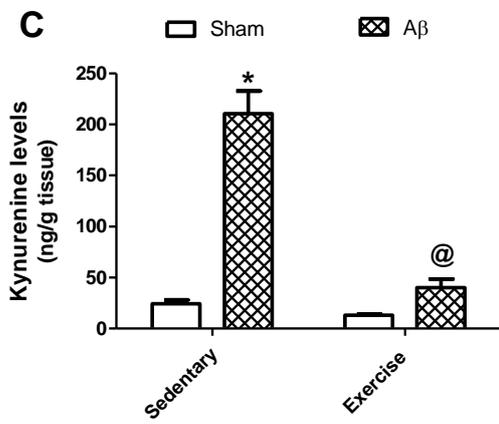 C
Sham
Aβ
Kynurenine levels
(ng/g tissue)
250
200
150
100
50
0
*
@
Sedentary
Exercise